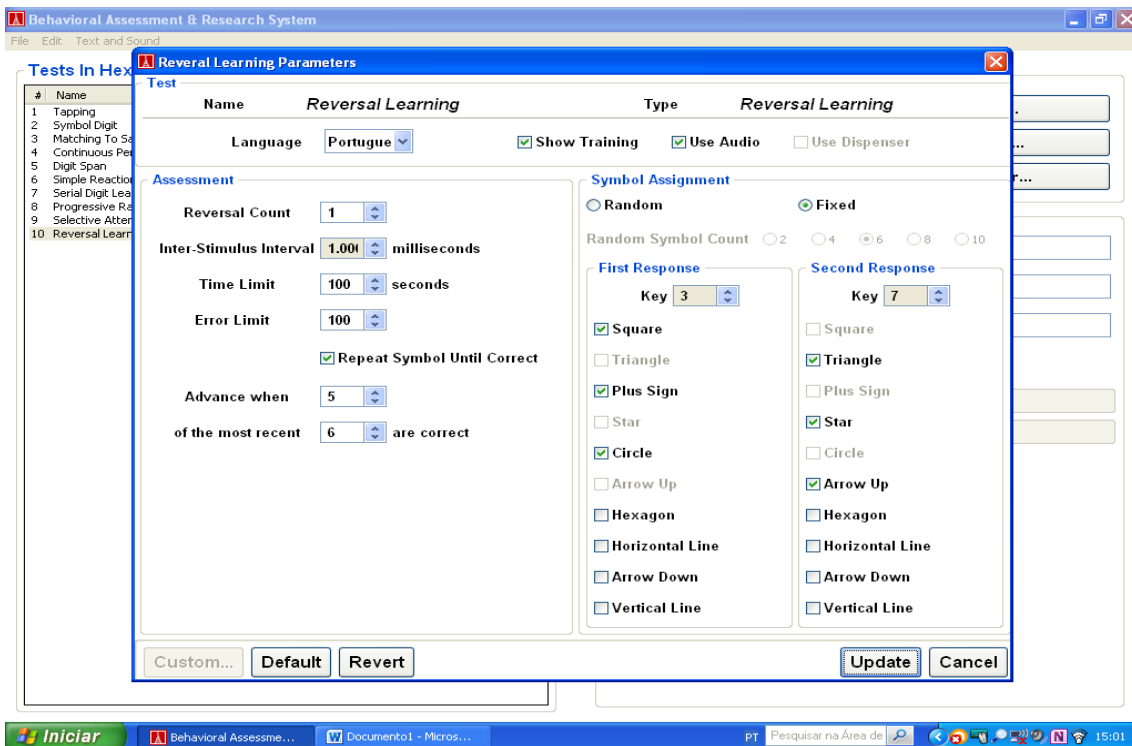 Behavioral Assessment & Research System
File Edit Text and Sound
Tests In Hex
# Name
1 Tapping
2 Symbol Digit
3 Matching To Sa
4 Continuous Per
5 Digit Span
6 Simple Reaction
7 Serial Digit Lea
8 Progressive Ra
9 Selective Atter
10 Reversal Learn
...
r...
Reveral Learning Parameters
Test
Name Reversal Learning Type Reversal Learning
Language Portugue Show Training Use Audio Use Dispenser
Assessment
Reversal Count 1
Inter-Stimulus Interval 1.00 milliseconds
Time Limit 100 seconds
Error Limit 100
Repeat Symbol Until Correct
Advance when 5
of the most recent 6 are correct
Symbol Assignment
Random Fixed
Random Symbol Count 2 4 6 8 10
First Response
Key 3
Square
Triangle
Plus Sign
Star
Circle
Arrow Up
Hexagon
Horizontal Line
Arrow Down
Vertical Line
Second Response
Key 7
Square
Triangle
Plus Sign
Star
Circle
Arrow Up
Hexagon
Horizontal Line
Arrow Down
Vertical Line
Custom... Default Revert Update Cancel
Iniciar Behavioral Assessme... Documento1 - Micros... PT Pesquisar na Área de 15:01